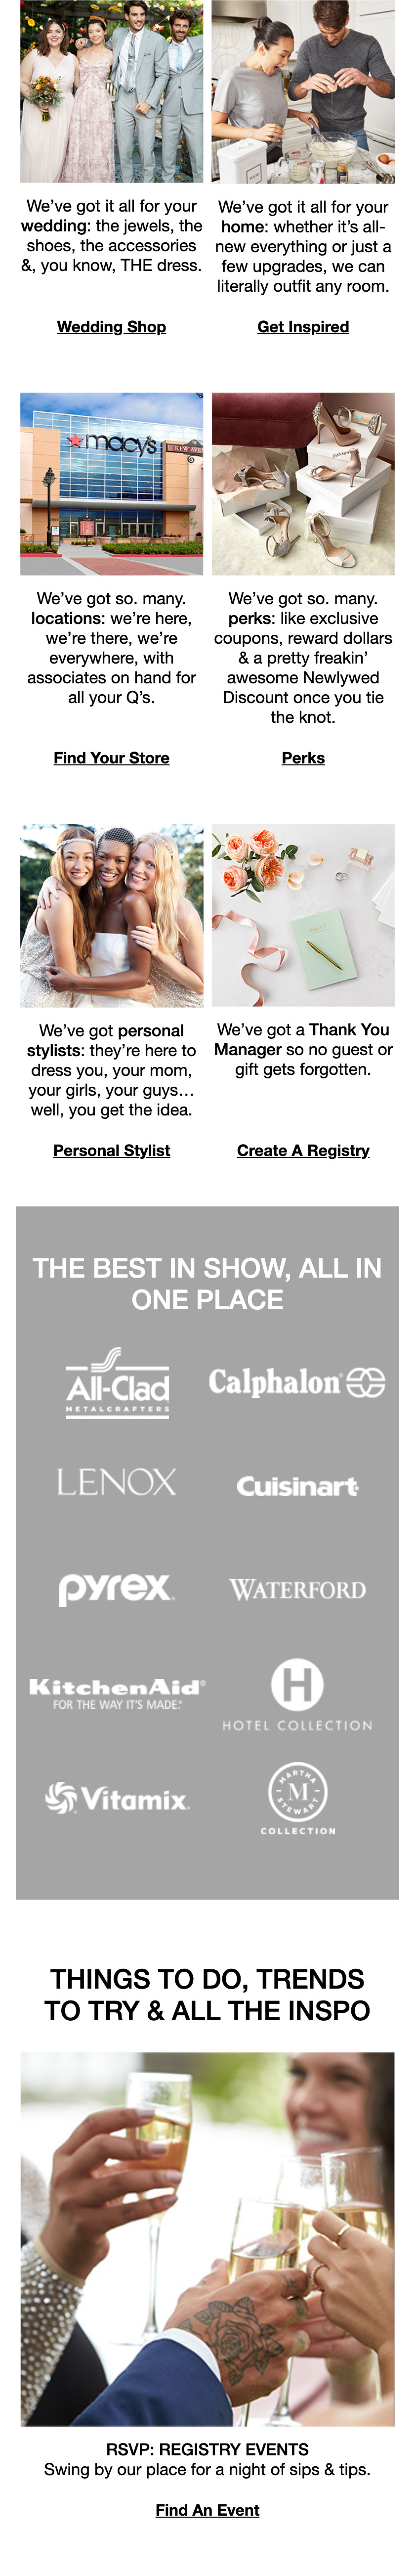 We've got it all for your
wedding: the jewels, the
shoes, the accessories
&, you know, THE dress.
Wedding Shop
We've got it all for your
home: whether it's all-
new everything or just a
few upgrades, we can
literally outfit any room.
Get Inspired
macy's
We've got so. many.
locations: we're here,
we're there, we're
everywhere, with
associates on hand for
all your Q's.
Find Your Store
We've got so. many.
perks: like exclusive
coupons, reward dollars
& a pretty freakin'
awesome Newlywed
Discount once you tie
the knot.
Perks
We've got personal
stylists: they're here to
dress you, your mom,
your girls, your guys...
well, you get the idea.
Personal Stylist
We've got a Thank You
Manager so no guest or
gift gets forgotten.
Create A Registry
THE BEST IN SHOW, ALL IN
ONE PLACE
All-Clad
METALCRAFTERS
Calphalon
LENOX
Cuisinart
pyrex
WATERFORD
KitchenAid®
FOR THE WAY IT'S MADE.®
H
HOTEL COLLECTION
Vitamix
MARTHA
M
STEWART
COLLECTION
THINGS TO DO, TRENDS
TO TRY & ALL THE INSPO
RSVP: REGISTRY EVENTS
Swing by our place for a night of sips & tips.
Find An Event